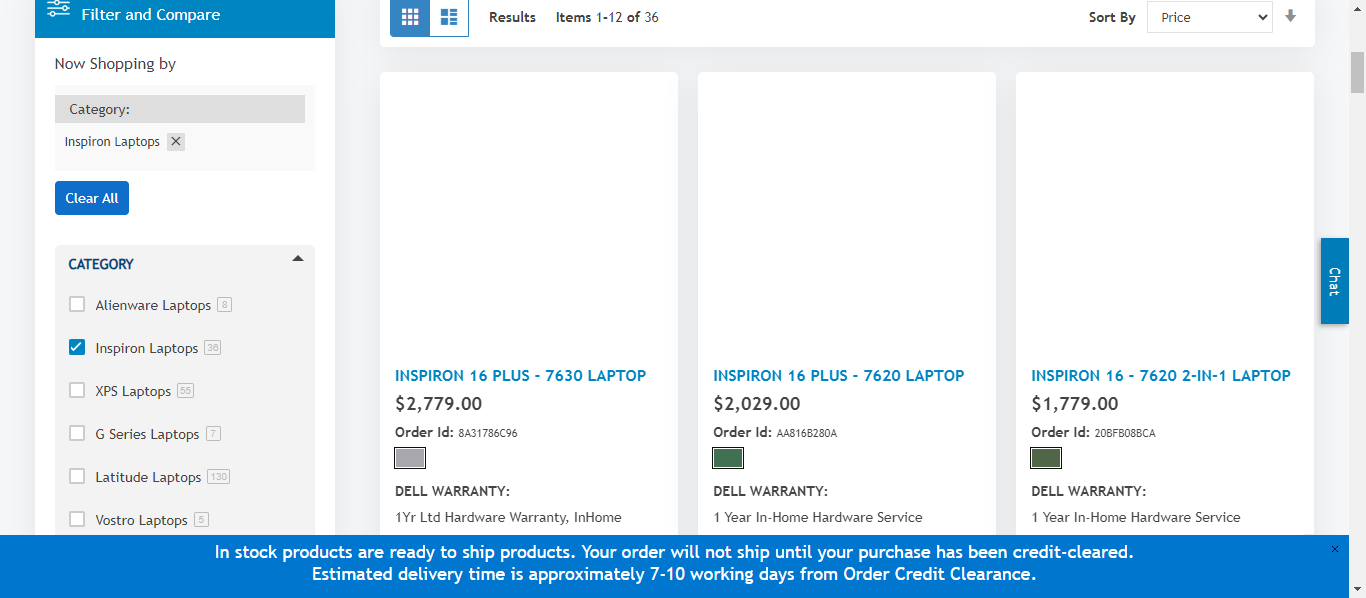 Filter and Compare
Results Items 1-12 of 36
Sort By Price
Now Shopping by
Category:
Inspiron Laptops
Clear All
CATEGORY
Alienware Laptops 8
Inspiron Laptops 36
XPS Laptops 55
G Series Laptops 7
Latitude Laptops 130
Vostro Laptops 5
INSPIRON 16 PLUS - 7630 LAPTOP
$2,779.00
Order Id: 8A31786C96
DELL WARRANTY:
1Yr Ltd Hardware Warranty, InHome
INSPIRON 16 PLUS - 7620 LAPTOP
$2,029.00
Order Id: AA816B280A
DELL WARRANTY:
1 Year In-Home Hardware Service
INSPIRON 16 - 7620 2-IN-1 LAPTOP
$1,779.00
Order Id: 20BFB08BCA
DELL WARRANTY:
1 Year In-Home Hardware Service
Chat
In stock products are ready to ship products. Your order will not ship until your purchase has been credit-cleared.
Estimated delivery time is approximately 7-10 working days from Order Credit Clearance.